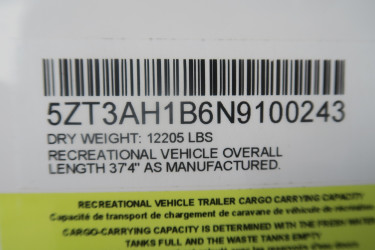 5ZT3AH1B6N9100243
DRY WEIGHT: 12205 LBS
RECREATIONAL VEHICLE OVERALL
LENGTH 37'4" AS MANUFACTURED.
RECREATIONAL VEHICLE TRAILER CARGO CARRYING CAPACITY
Capacité de transport de chargement de caravane de véhicule de récréation
CARGO-CARRYING CAPACITY IS DETERMINED WITH THE FRESH WATER
TANKS FULL AND THE WASTE TANKS EMPTY